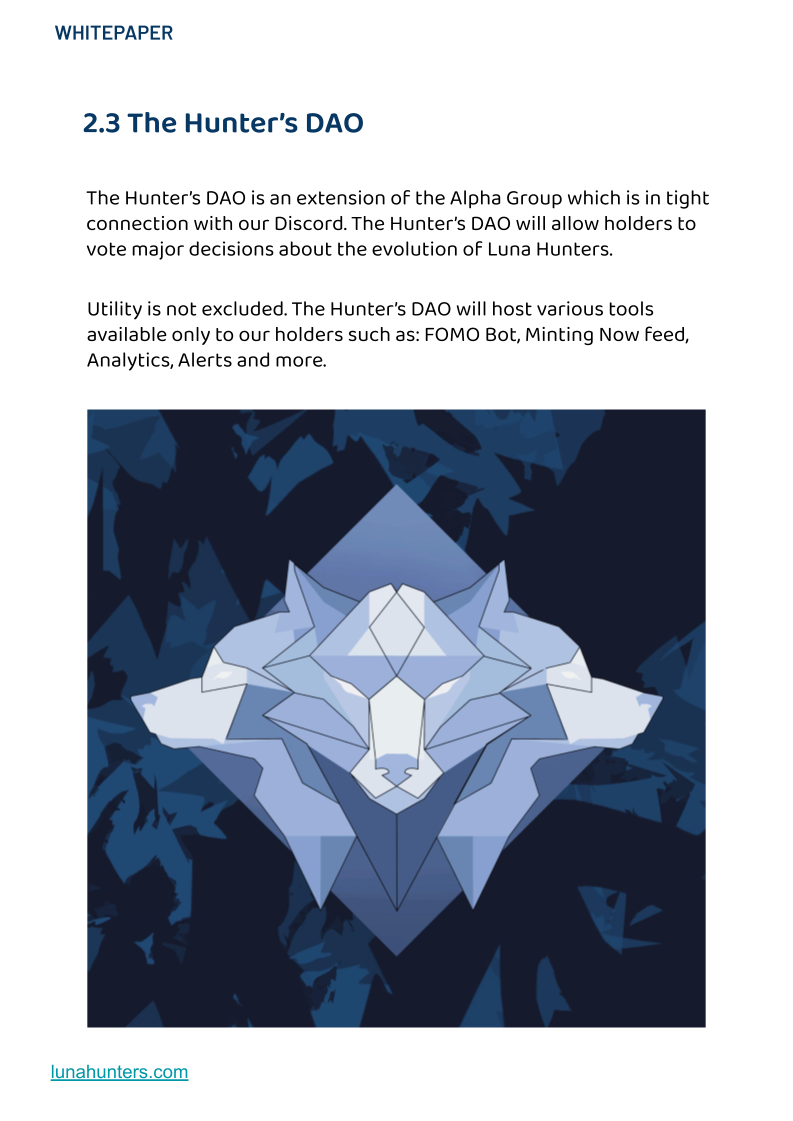 WHITEPAPER
2.3 The Hunter's DAO
The Hunter's DAO is an extension of the Alpha Group which is in tight
connection with our Discord. The Hunter's DAO will allow holders to
vote major decisions about the evolution of Luna Hunters.
Utility is not excluded. The Hunter's DAO will host various tools
available only to our holders such as: FOMO Bot, Minting Now feed,
Analytics, Alerts and more.
lunahunters.com